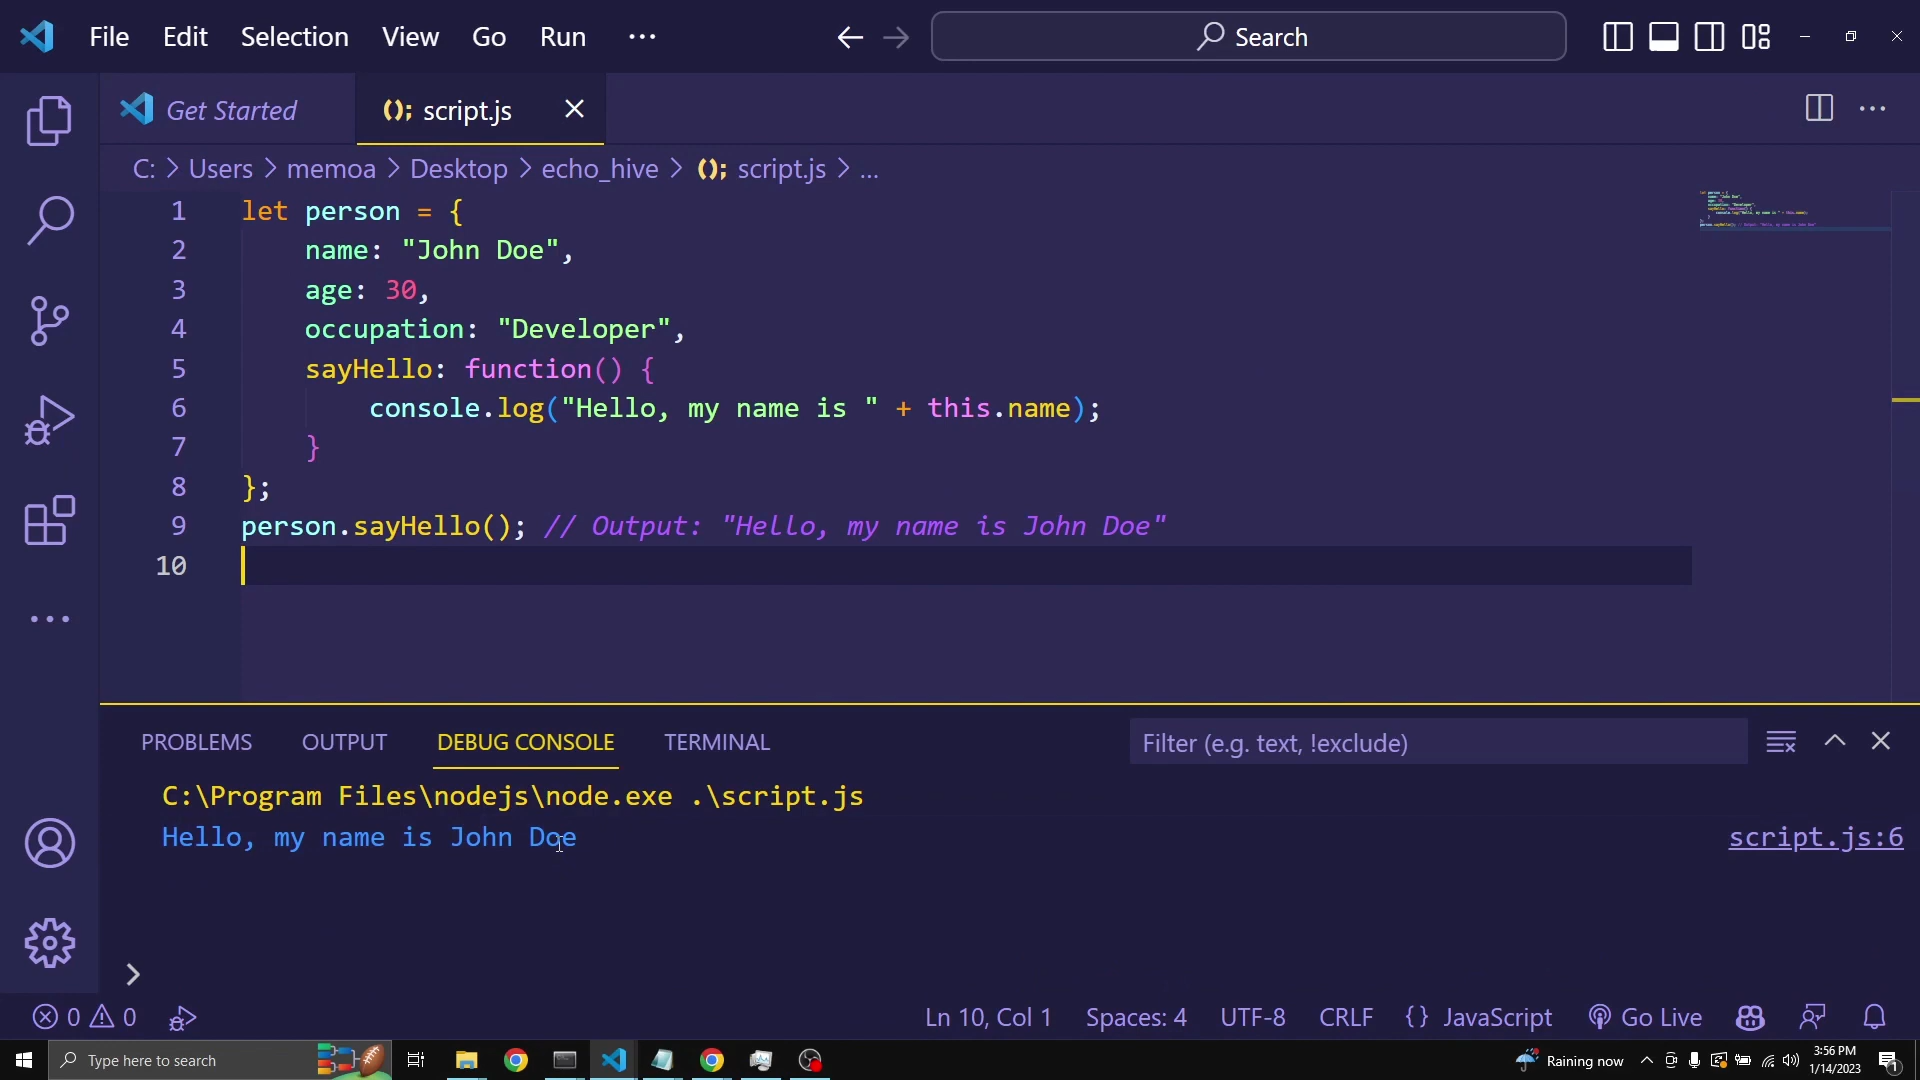 File Edit Selection View Go Run ··· Search
Get Started script.js
C: > Users > memoa > Desktop > echo_hive > script.js > ...
1 let person = {
2 name: "John Doe",
3 age: 30,
4 occupation: "Developer",
5 sayHello: function() {
6 console.log("Hello, my name is " + this.name);
7 }
8 };
9 person.sayHello(); // Output: "Hello, my name is John Doe"
10
PROBLEMS OUTPUT DEBUG CONSOLE TERMINAL Filter (e.g. text, !exclude)
C:\Program Files\nodejs\node.exe .\script.js
Hello, my name is John Doe script.js:6
0 0 Ln 10, Col 1 Spaces: 4 UTF-8 CRLF {} JavaScript Go Live
Type here to search Raining now 3:56 PM
1/14/2023 1